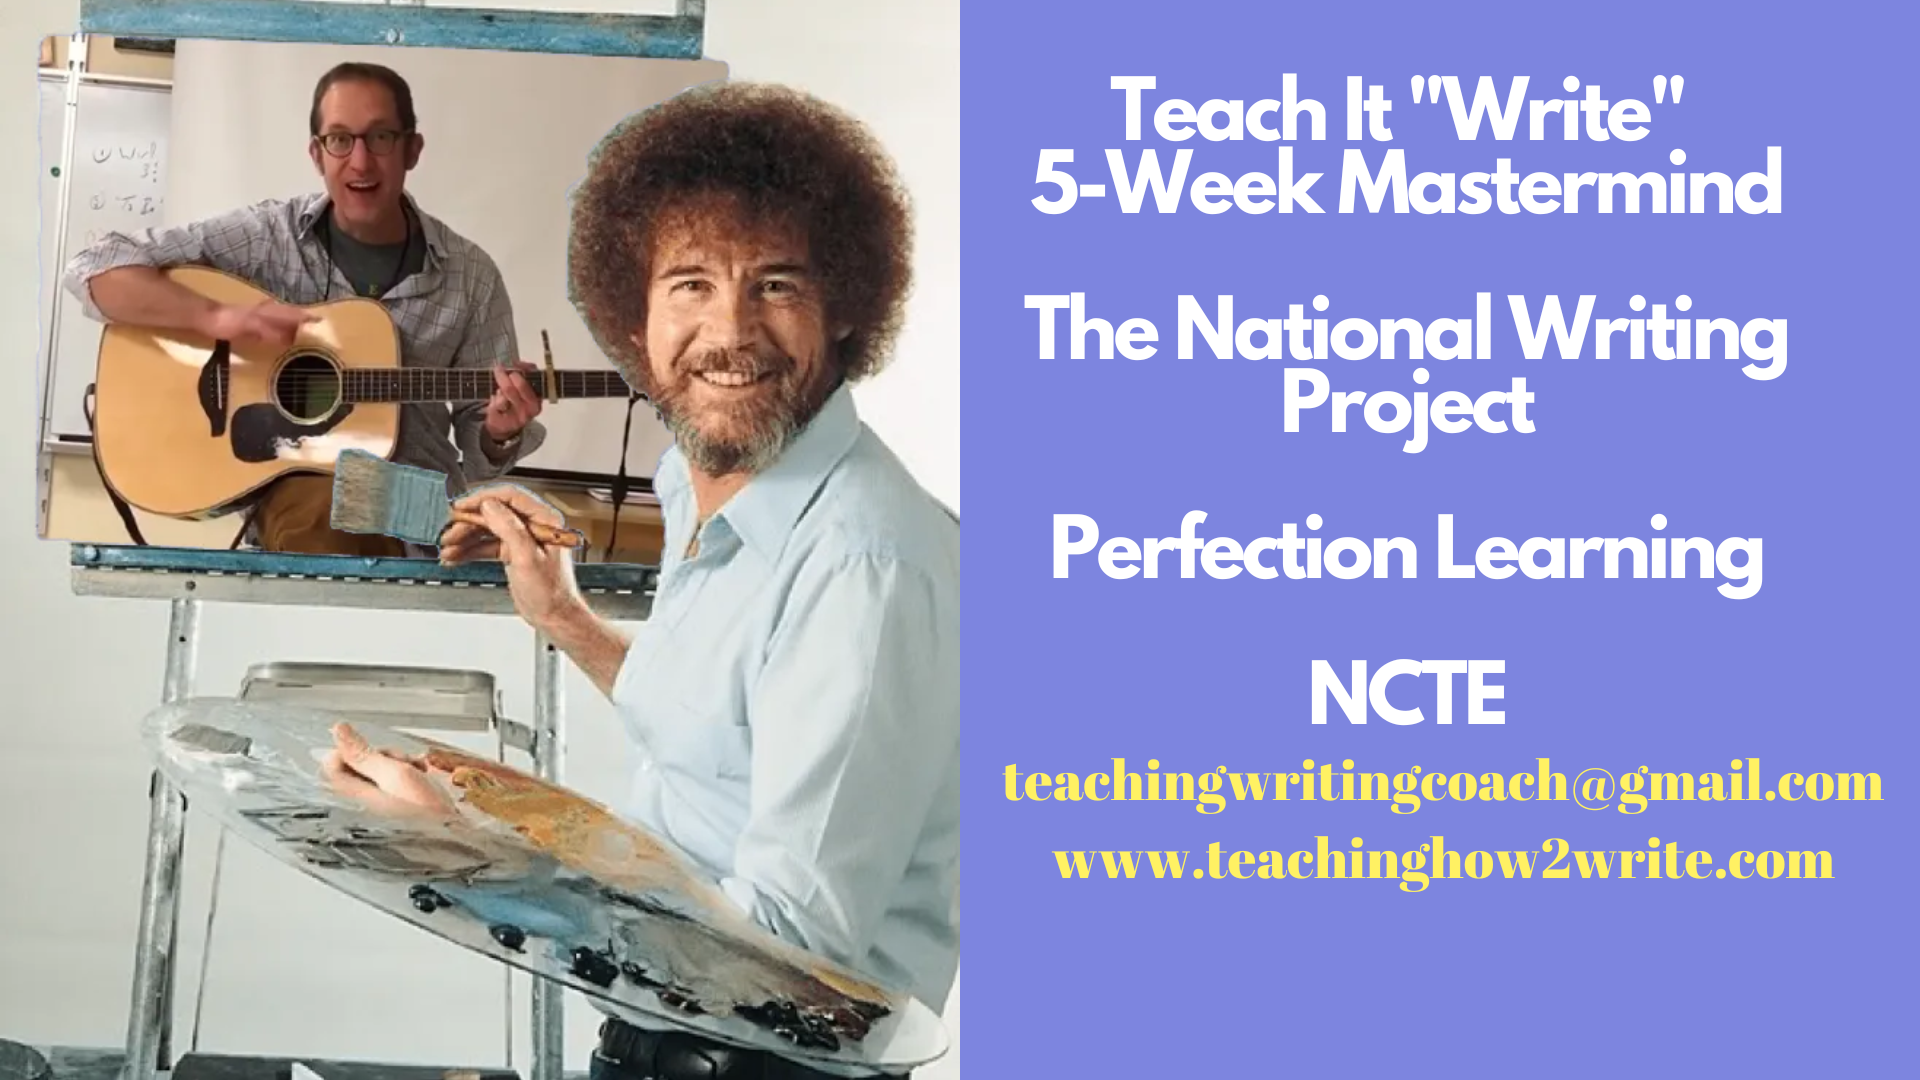 Teach It "Write"
5-Week Mastermind
The National Writing
Project
Perfection Learning
NCTE
teachingwritingcoach@gmail.com
www.teachinghow2write.com